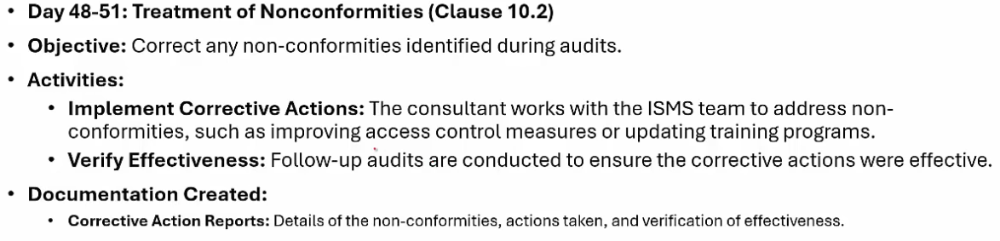 • Day 48-51: Treatment of Nonconformities (Clause 10.2)
• Objective: Correct any non-conformities identified during audits.
• Activities:
• Implement Corrective Actions: The consultant works with the ISMS team to address non-
conformities, such as improving access control measures or updating training programs.
• Verify Effectiveness: Follow-up audits are conducted to ensure the corrective actions were effective.
• Documentation Created:
• Corrective Action Reports: Details of the non-conformities, actions taken, and verification of effectiveness.